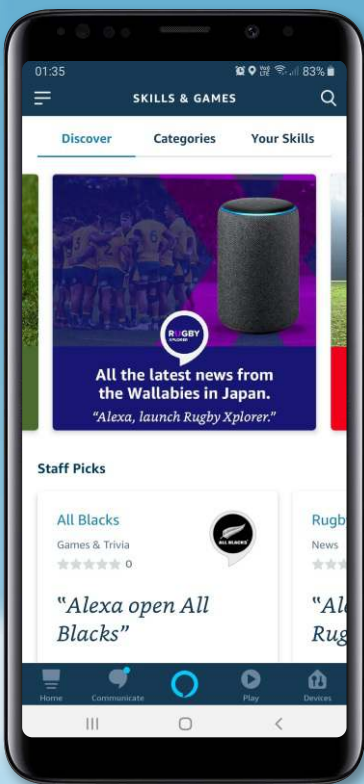 01:35 Vo) LTE 83%
SKILLS & GAMES
Discover Categories Your Skills
RUGBY
XPLORER
All the latest news from
the Wallabies in Japan.
“Alexa, launch Rugby Xplorer.”
Staff Picks
All Blacks
Games & Trivia
0
ALL BLACKS
“Alexa open All
Blacks”
Rugb
News
“Al
Rug
Home Communicate Play Devices